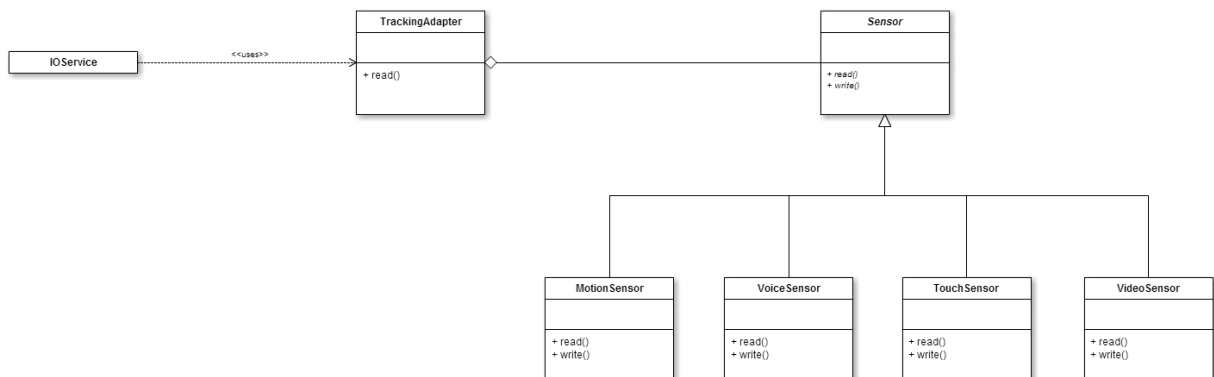 TrackingAdapter
Sensor
IOService
<<uses>>
+ read()
+ read()
+ write()
MotionSensor
VoiceSensor
TouchSensor
VideoSensor
+ read()
+ write()
+ read()
+ write()
+ read()
+ write()
+ read()
+ write()